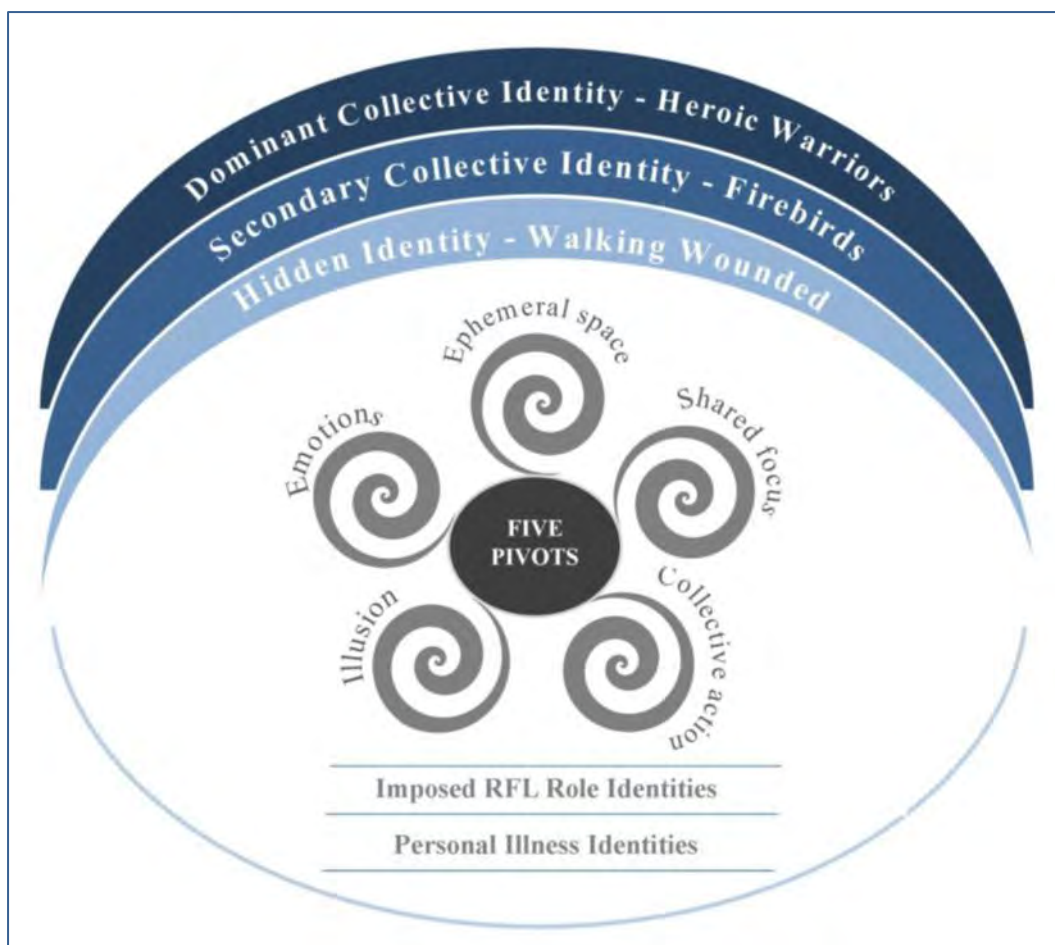 Dominant Collective Identity - Heroic Warriors
Secondary Collective Identity - Firebirds
Hidden Identity - Walking Wounded
Ephemeral space
Shared focus
Emotions
FIVE
PIVOTS
Illusion
Collective action
Imposed RFL Role Identities
Personal Illness Identities